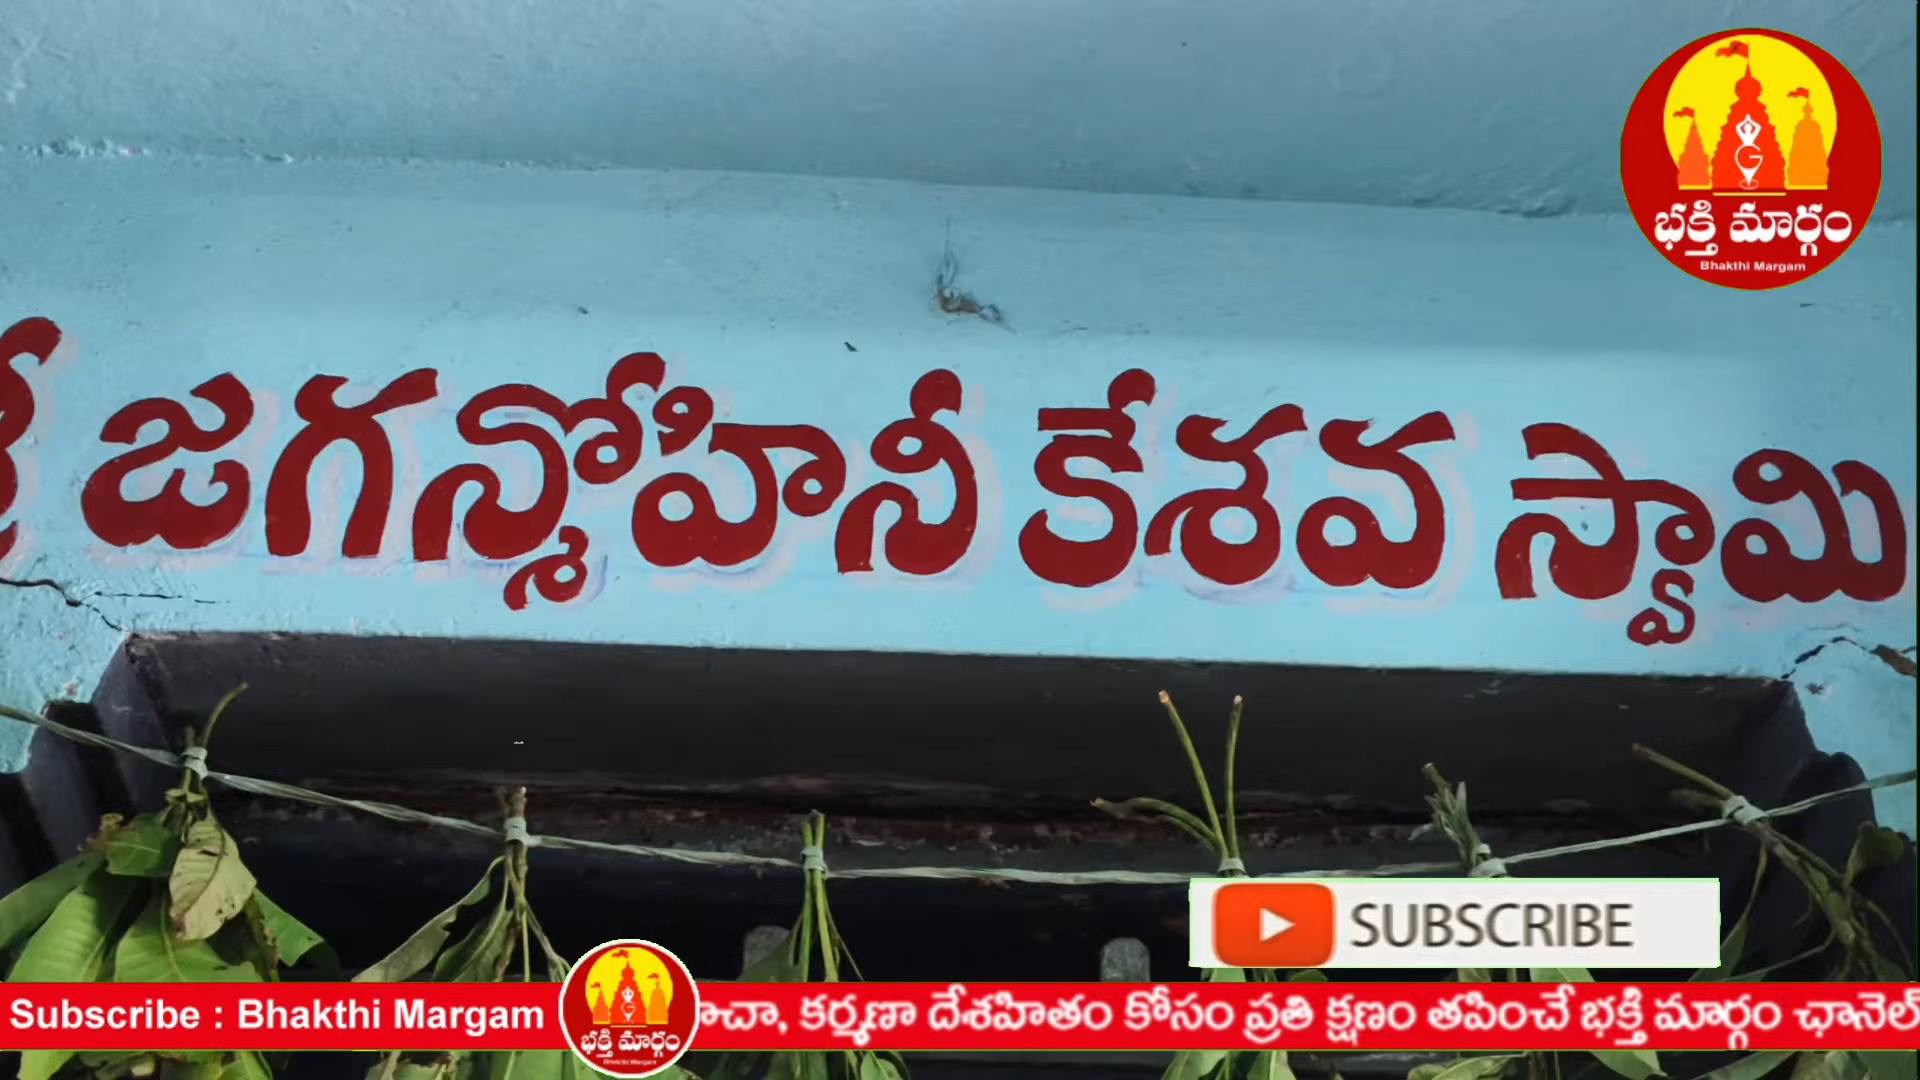 భక్తి మార్గం
Bhakthi Margam
శ్రీ జగన్మోహినీ కేశవ స్వామి
SUBSCRIBE
Subscribe : Bhakthi Margam
భక్తి మార్గం
Bhakthi Margam
కర్మణా దేశహితం కోసం ప్రతి క్షణం తపించే భక్తి మార్గం ఛానెల్